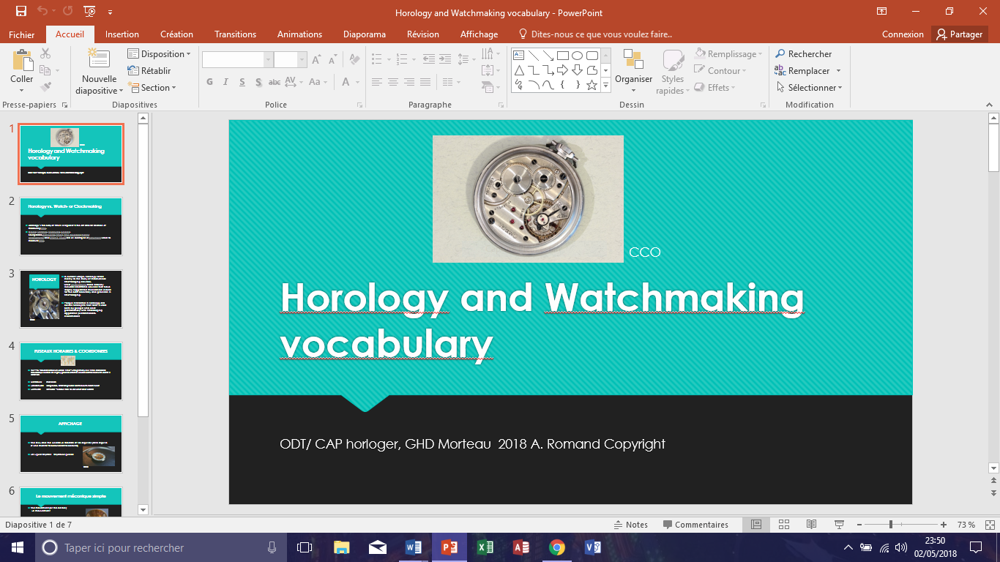 Horology and Watchmaking vocabulary - PowerPoint
Fichier Accueil Insertion Création Transitions Animations Diaporama Révision Affichage Dites-nous ce que vous voulez faire.. Connexion Partager
Coller
Presse-papiers
Nouvelle diapositive
Disposition
Rétablir
Section
Diapositives
G I S S abc AV Aa A
Police
Paragraphe
Organiser
Styles rapides
Remplissage
Contour
Effets
Dessin
Rechercher
Remplacer
Sélectionner
Modification
1
Horology and Watchmaking
vocabulary
2
Horology vs. Watch- or Clockmaking
3
HOROLOGY
4
FUSEAUX HORAIRES & COORDONEES
5
AFFICHAGE
6
Le mouvement mécanique simple
CCO
Horology and Watchmaking
vocabulary
ODT/ CAP horloger, GHD Morteau 2018 A. Romand Copyright
Diapositive 1 de 7
Notes Commentaires 73 %
Taper ici pour rechercher
23:50
02/05/2018